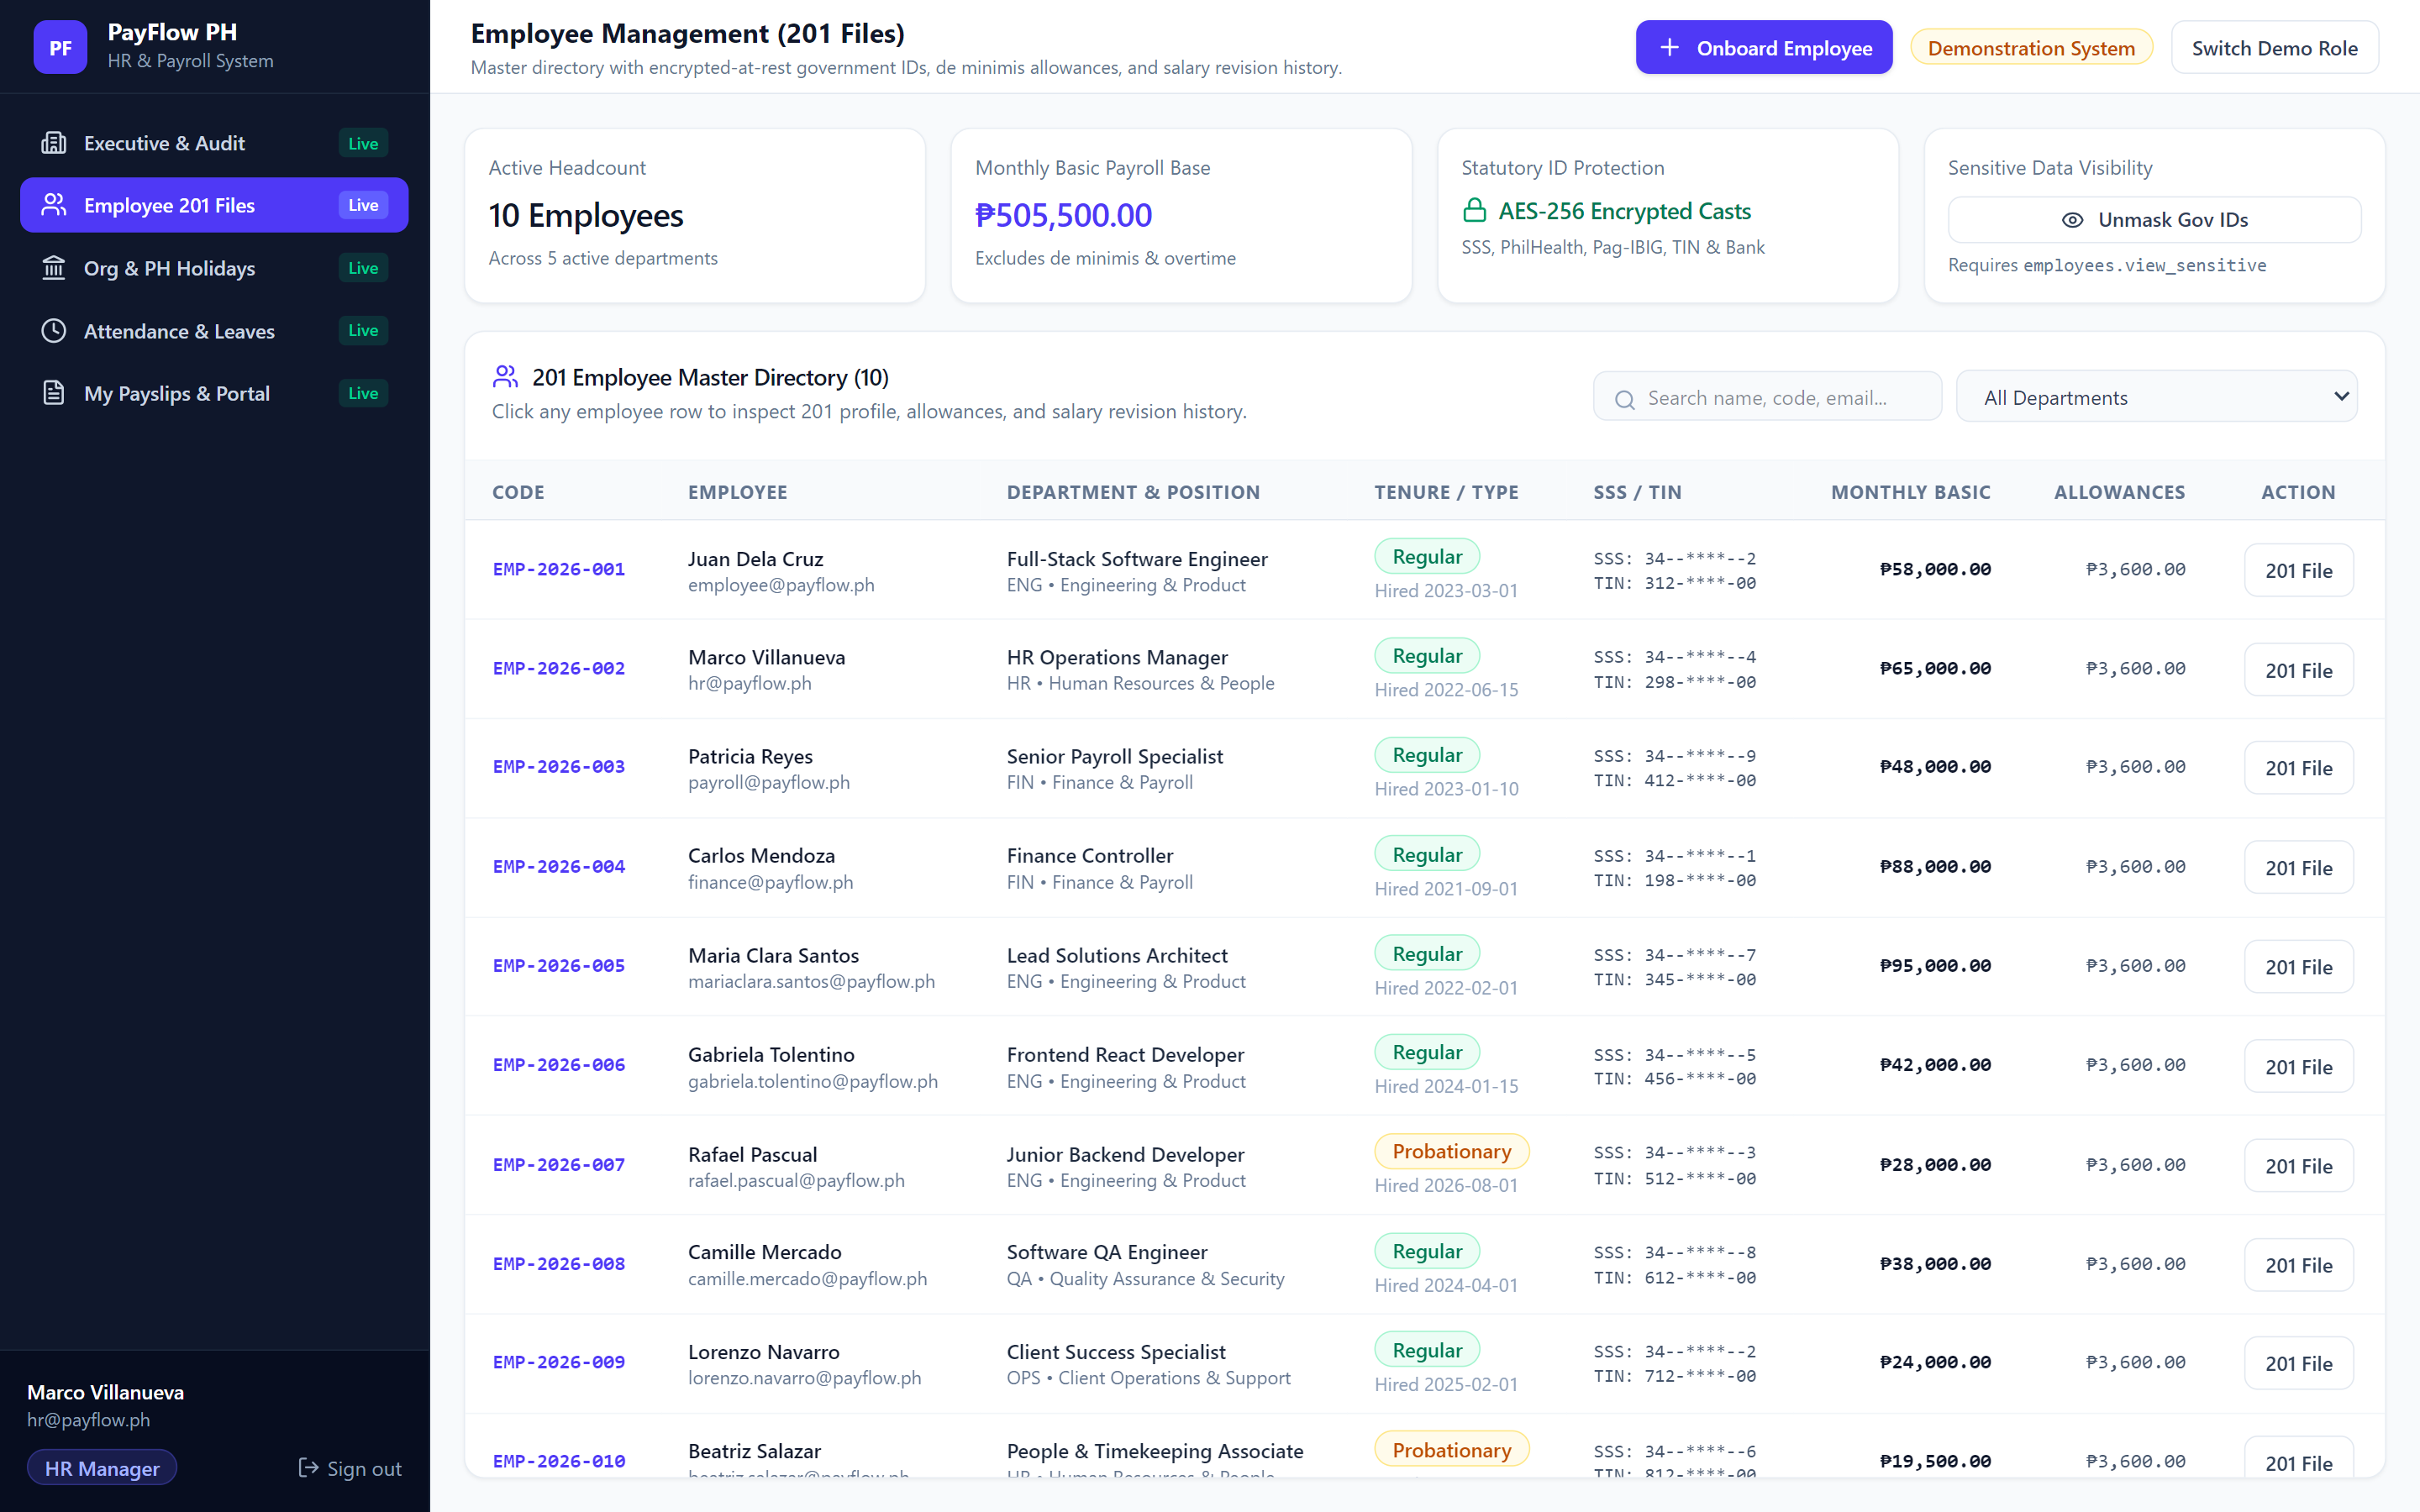 PF
PayFlow PH
HR & Payroll System
Executive & Audit Live
Employee 201 Files Live
Org & PH Holidays Live
Attendance & Leaves Live
My Payslips & Portal Live
Marco Villanueva
hr@payflow.ph
HR Manager Sign out
Employee Management (201 Files)
Master directory with encrypted-at-rest government IDs, de minimis allowances, and salary revision history.
Onboard Employee Demonstration System Switch Demo Role
Active Headcount
10 Employees
Across 5 active departments
Monthly Basic Payroll Base
₱505,500.00
Excludes de minimis & overtime
Statutory ID Protection
AES-256 Encrypted Casts
SSS, PhilHealth, Pag-IBIG, TIN & Bank
Sensitive Data Visibility
Unmask Gov IDs
Requires employees.view_sensitive
201 Employee Master Directory (10)
Click any employee row to inspect 201 profile, allowances, and salary revision history.
Search name, code, email... All Departments
CODE EMPLOYEE DEPARTMENT & POSITION TENURE / TYPE SSS / TIN MONTHLY BASIC ALLOWANCES ACTION
EMP-2026-001 Juan Dela Cruz Full-Stack Software Engineer Regular SSS: 34--****--2 ₱58,000.00 ₱3,600.00 201 File
employee@payflow.ph ENG • Engineering & Product Hired 2023-03-01 TIN: 312-****-00
EMP-2026-002 Marco Villanueva HR Operations Manager Regular SSS: 34--****--4 ₱65,000.00 ₱3,600.00 201 File
hr@payflow.ph HR • Human Resources & People Hired 2022-06-15 TIN: 298-****-00
EMP-2026-003 Patricia Reyes Senior Payroll Specialist Regular SSS: 34--****--9 ₱48,000.00 ₱3,600.00 201 File
payroll@payflow.ph FIN • Finance & Payroll Hired 2023-01-10 TIN: 412-****-00
EMP-2026-004 Carlos Mendoza Finance Controller Regular SSS: 34--****--1 ₱88,000.00 ₱3,600.00 201 File
finance@payflow.ph FIN • Finance & Payroll Hired 2021-09-01 TIN: 198-****-00
EMP-2026-005 Maria Clara Santos Lead Solutions Architect Regular SSS: 34--****--7 ₱95,000.00 ₱3,600.00 201 File
mariaclara.santos@payflow.ph ENG • Engineering & Product Hired 2022-02-01 TIN: 345-****-00
EMP-2026-006 Gabriela Tolentino Frontend React Developer Regular SSS: 34--****--5 ₱42,000.00 ₱3,600.00 201 File
gabriela.tolentino@payflow.ph ENG • Engineering & Product Hired 2024-01-15 TIN: 456-****-00
EMP-2026-007 Rafael Pascual Junior Backend Developer Probationary SSS: 34--****--3 ₱28,000.00 ₱3,600.00 201 File
rafael.pascual@payflow.ph ENG • Engineering & Product Hired 2026-08-01 TIN: 512-****-00
EMP-2026-008 Camille Mercado Software QA Engineer Regular SSS: 34--****--8 ₱38,000.00 ₱3,600.00 201 File
camille.mercado@payflow.ph QA • Quality Assurance & Security Hired 2024-04-01 TIN: 612-****-00
EMP-2026-009 Lorenzo Navarro Client Success Specialist Regular SSS: 34--****--2 ₱24,000.00 ₱3,600.00 201 File
lorenzo.navarro@payflow.ph OPS • Client Operations & Support Hired 2025-02-01 TIN: 712-****-00
EMP-2026-010 Beatriz Salazar People & Timekeeping Associate Probationary SSS: 34--****--6 ₱19,500.00 ₱3,600.00 201 File
beatriz.salazar@payflow.ph HR • Human Resources & People TIN: 812-****-00